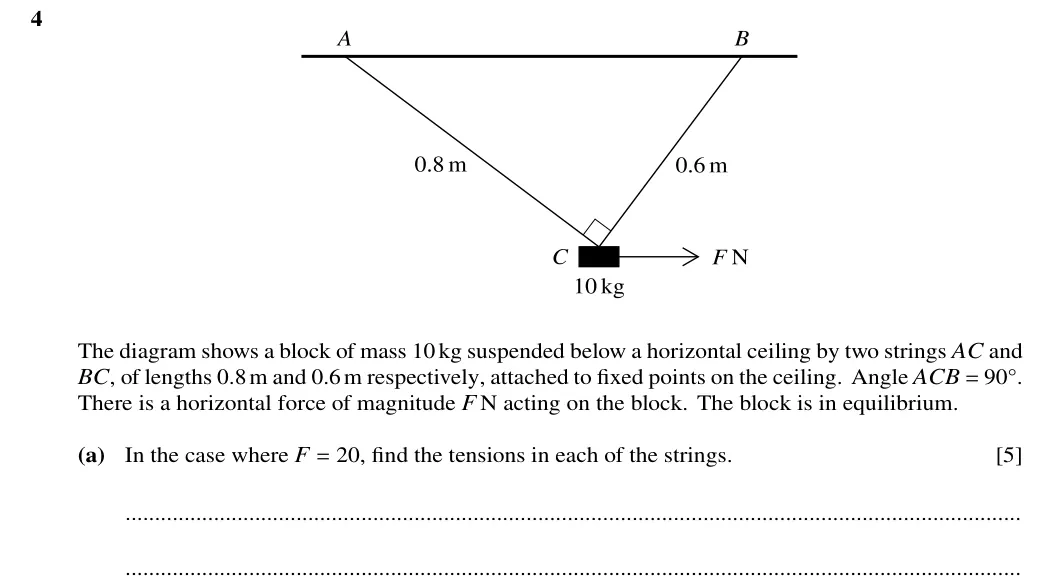 4
A
B
0.8 m
0.6 m
C
F N
10 kg
The diagram shows a block of mass 10 kg suspended below a horizontal ceiling by two strings AC and
BC, of lengths 0.8 m and 0.6 m respectively, attached to fixed points on the ceiling. Angle ACB = 90°.
There is a horizontal force of magnitude F N acting on the block. The block is in equilibrium.
(a) In the case where F = 20, find the tensions in each of the strings. [5]